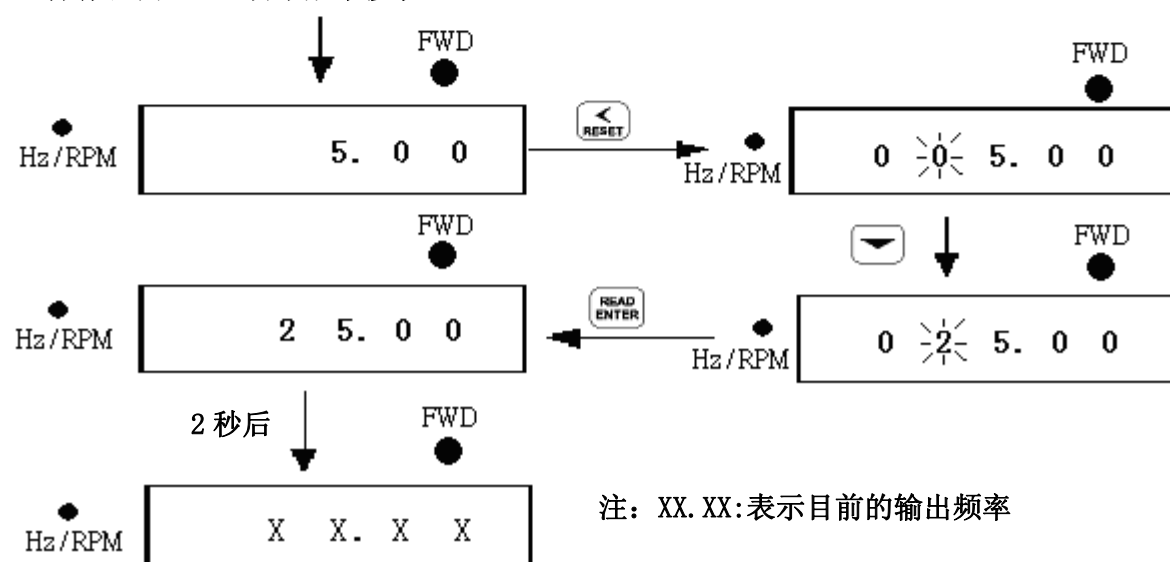 FWD
Hz/RPM
5. 0 0
<
RESET
FWD
Hz/RPM
0 0 5. 0 0
FWD
Hz/RPM
0 2 5. 0 0
READ
ENTER
FWD
Hz/RPM
2 5. 0 0
2秒后
FWD
Hz/RPM
X X. X X
注: XX.XX:表示目前的输出频率